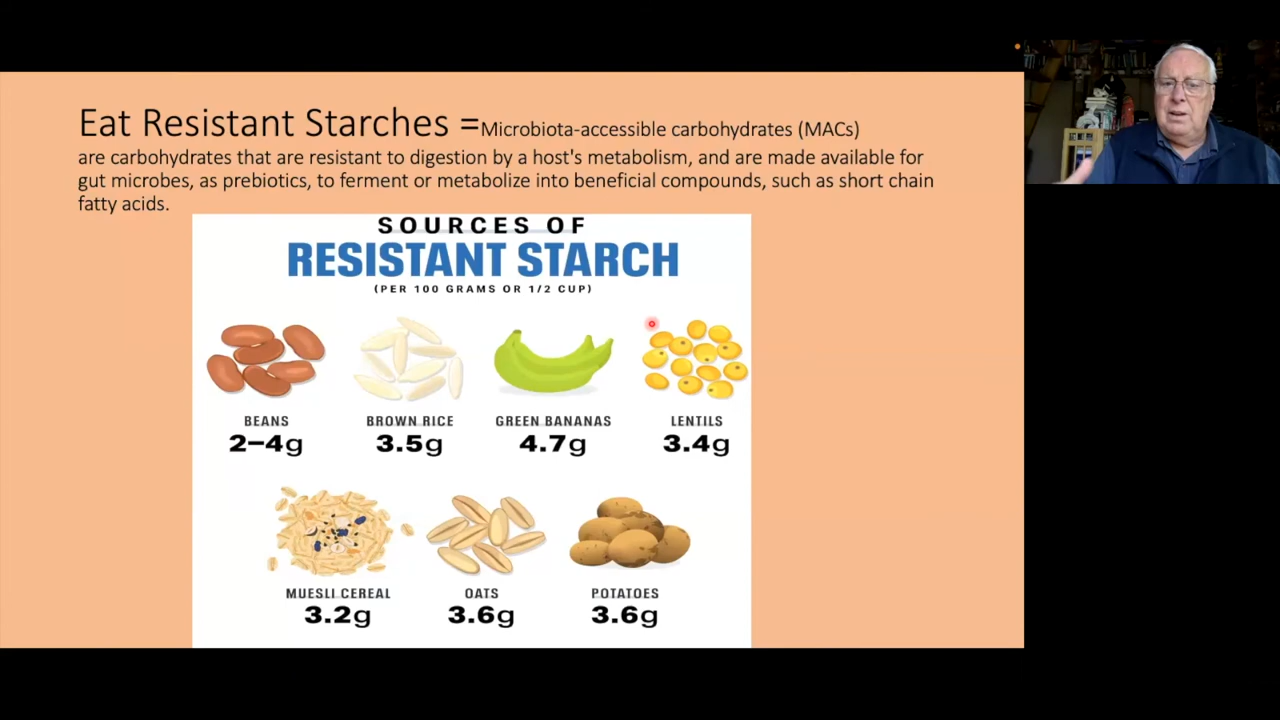 Eat Resistant Starches =Microbiota-accessible carbohydrates (MACs)
are carbohydrates that are resistant to digestion by a host's metabolism, and are made available for
gut microbes, as prebiotics, to ferment or metabolize into beneficial compounds, such as short chain
fatty acids.
SOURCES OF
RESISTANT STARCH
(PER 100 GRAMS OR 1/2 CUP)
BEANS BROWN RICE GREEN BANANAS LENTILS
2–4g 3.5g 4.7g 3.4g
MUESLI CEREAL OATS POTATOES
3.2g 3.6g 3.6g